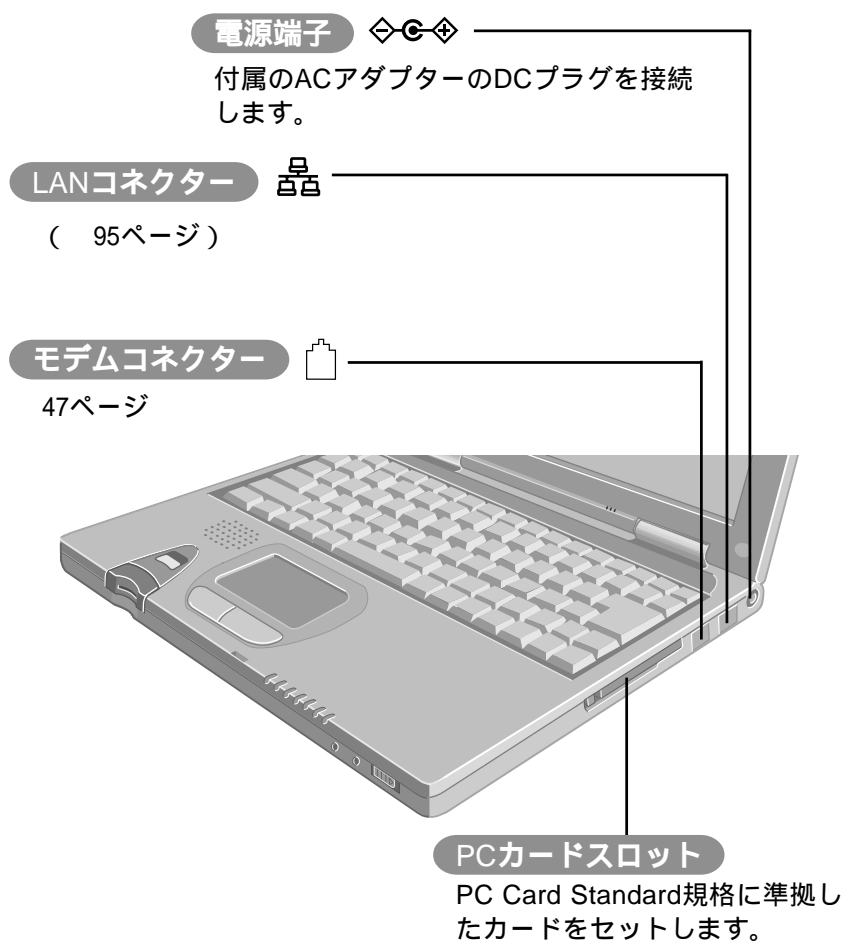 電源端子
付属のACアダプターのDCプラグを接続
します。
LANコネクター
( 95ページ )
モデムコネクター
47ページ
PCカードスロット
PC Card Standard規格に準拠し
たカードをセットします。